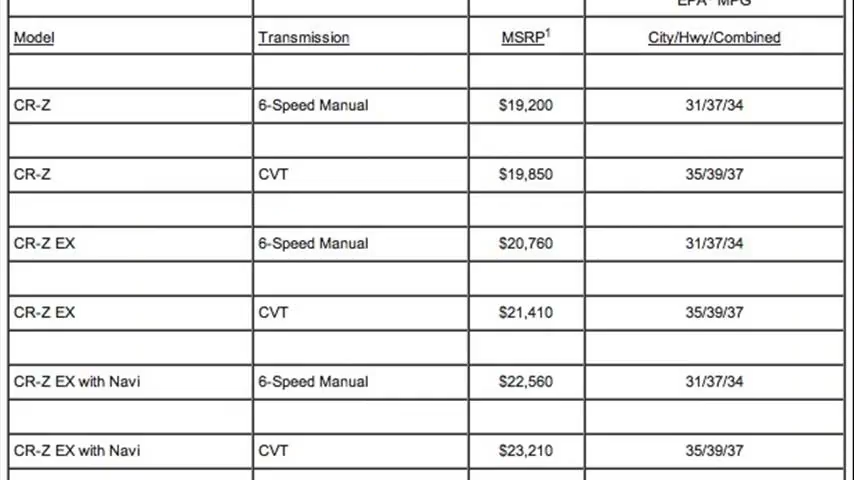 EPA* MPG
Model Transmission MSRP1 City/Hwy/Combined
CR-Z 6-Speed Manual $19,200 31/37/34
CR-Z CVT $19,850 35/39/37
CR-Z EX 6-Speed Manual $20,760 31/37/34
CR-Z EX CVT $21,410 35/39/37
CR-Z EX with Navi 6-Speed Manual $22,560 31/37/34
CR-Z EX with Navi CVT $23,210 35/39/37